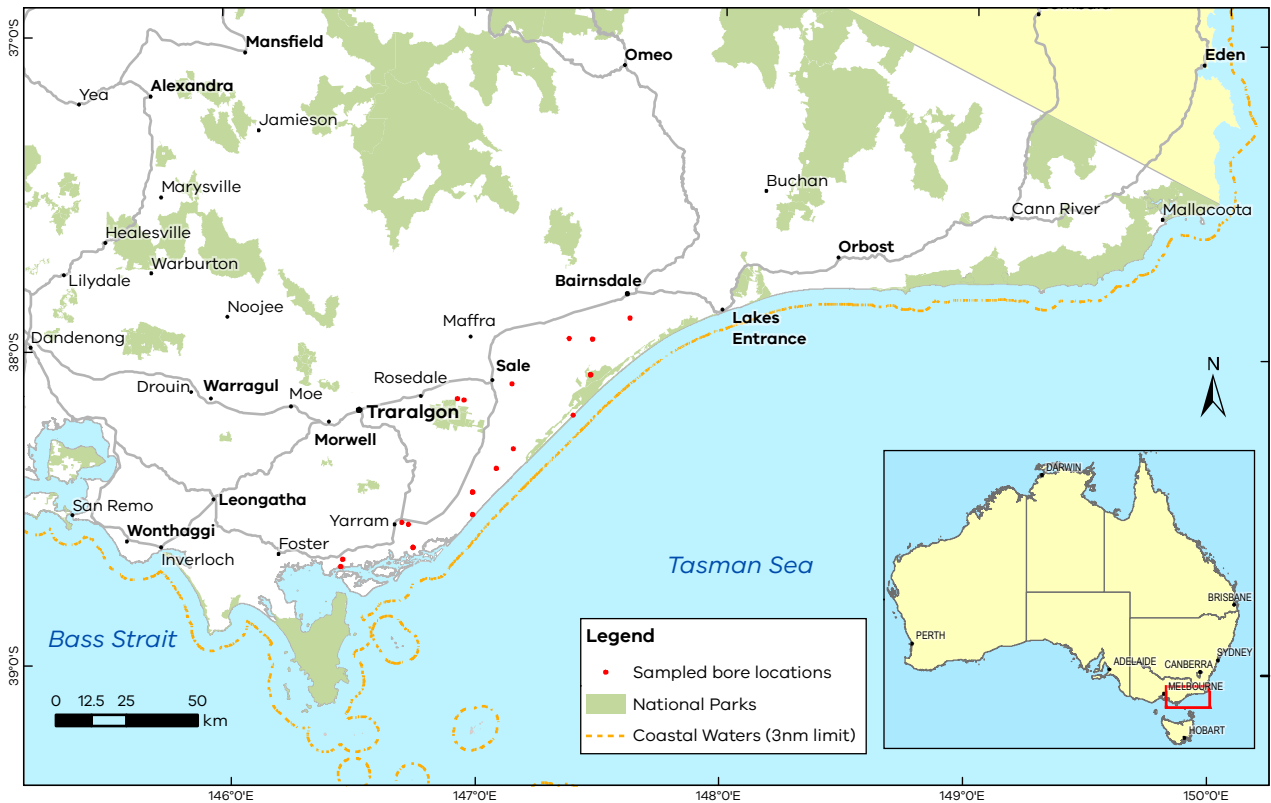 37°0'S
38°0'S
39°0'S
Mansfield
Omeo
Eden
Yea
Alexandra
Jamieson
Marysville
Buchan
Cann River
Mallacoota
Healesville
Warburton
Lilydale
Orbost
Bairnsdale
Noojee
Maffra
Lakes
Entrance
Dandenong
Sale
Rosedale
Drouin
Warragul
Moe
Traralgon
Morwell
N
San Remo
Leongatha
Yarram
Wonthaggi
Inverloch
Foster
Tasman Sea
Bass Strait
0 12.5 25 50
km
Legend
Sampled bore locations
National Parks
Coastal Waters (3nm limit)
DARWIN
BRISBANE
PERTH
SYDNEY
ADELAIDE
CANBERRA
MELBOURNE
HOBART
146°0'E
147°0'E
148°0'E
149°0'E
150°0'E